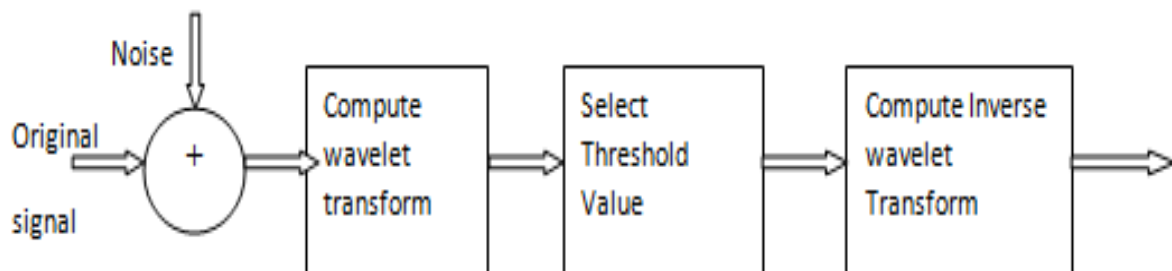 Noise
Original
signal
+
Compute
wavelet
transform
Select
Threshold
Value
Compute Inverse
wavelet
Transform